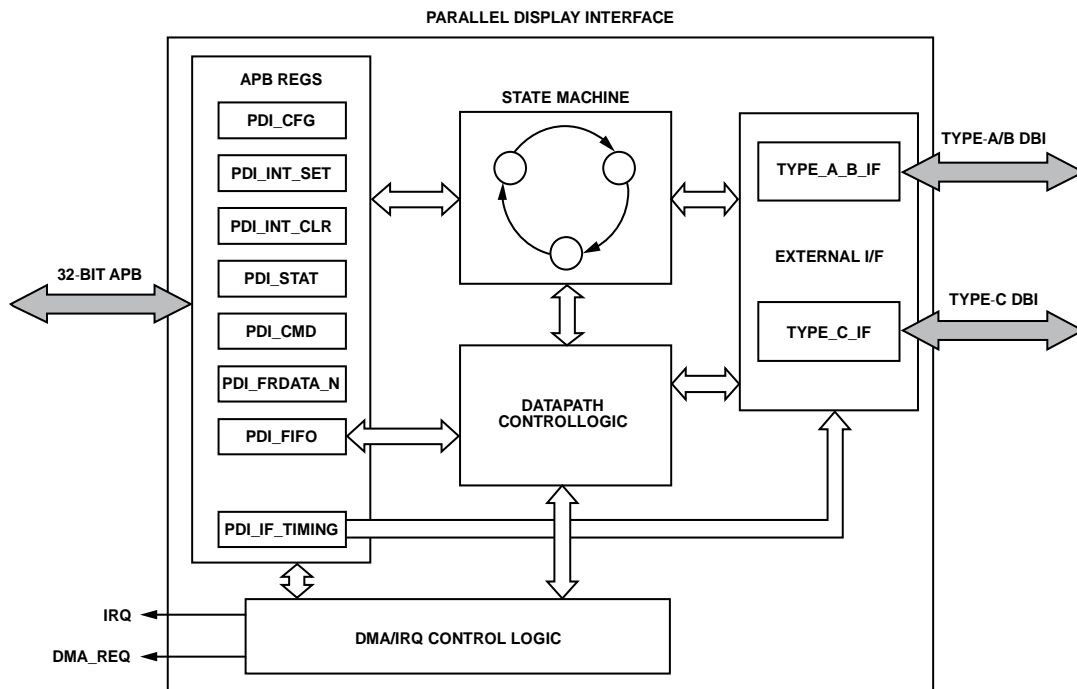 PARALLEL DISPLAY INTERFACE
APB REGS
PDI_CFG
PDI_INT_SET
PDI_INT_CLR
PDI_STAT
PDI_CMD
PDI_FRDATA_N
PDI_FIFO
PDI_IF_TIMING
32-BIT APB
STATE MACHINE
DATAPATH
CONTROLLOGIC
TYPE_A_B_IF
EXTERNAL I/F
TYPE_C_IF
TYPE-A/B DBI
TYPE-C DBI
IRQ
DMA_REQ
DMA/IRQ CONTROL LOGIC